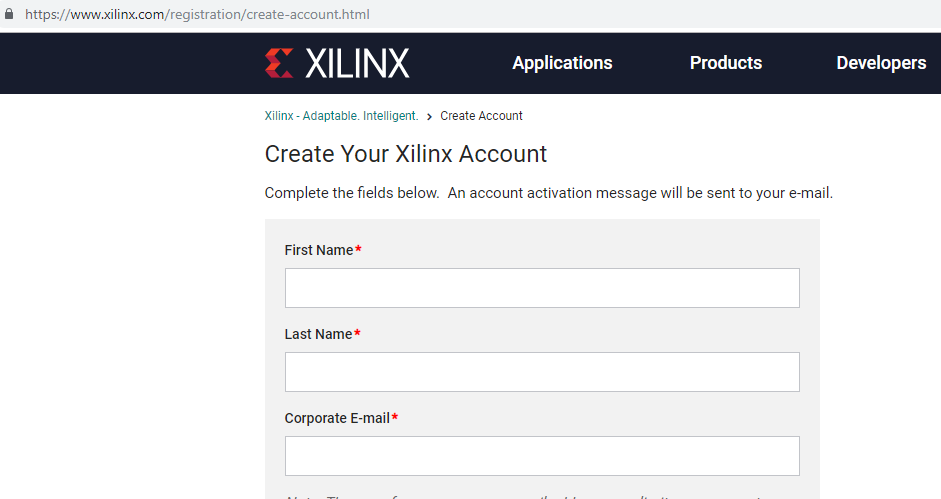 https://www.xilinx.com/registration/create-account.html
XILINX Applications Products Developers
Xilinx - Adaptable. Intelligent. > Create Account
Create Your Xilinx Account
Complete the fields below. An account activation message will be sent to your e-mail.
First Name*
Last Name*
Corporate E-mail*